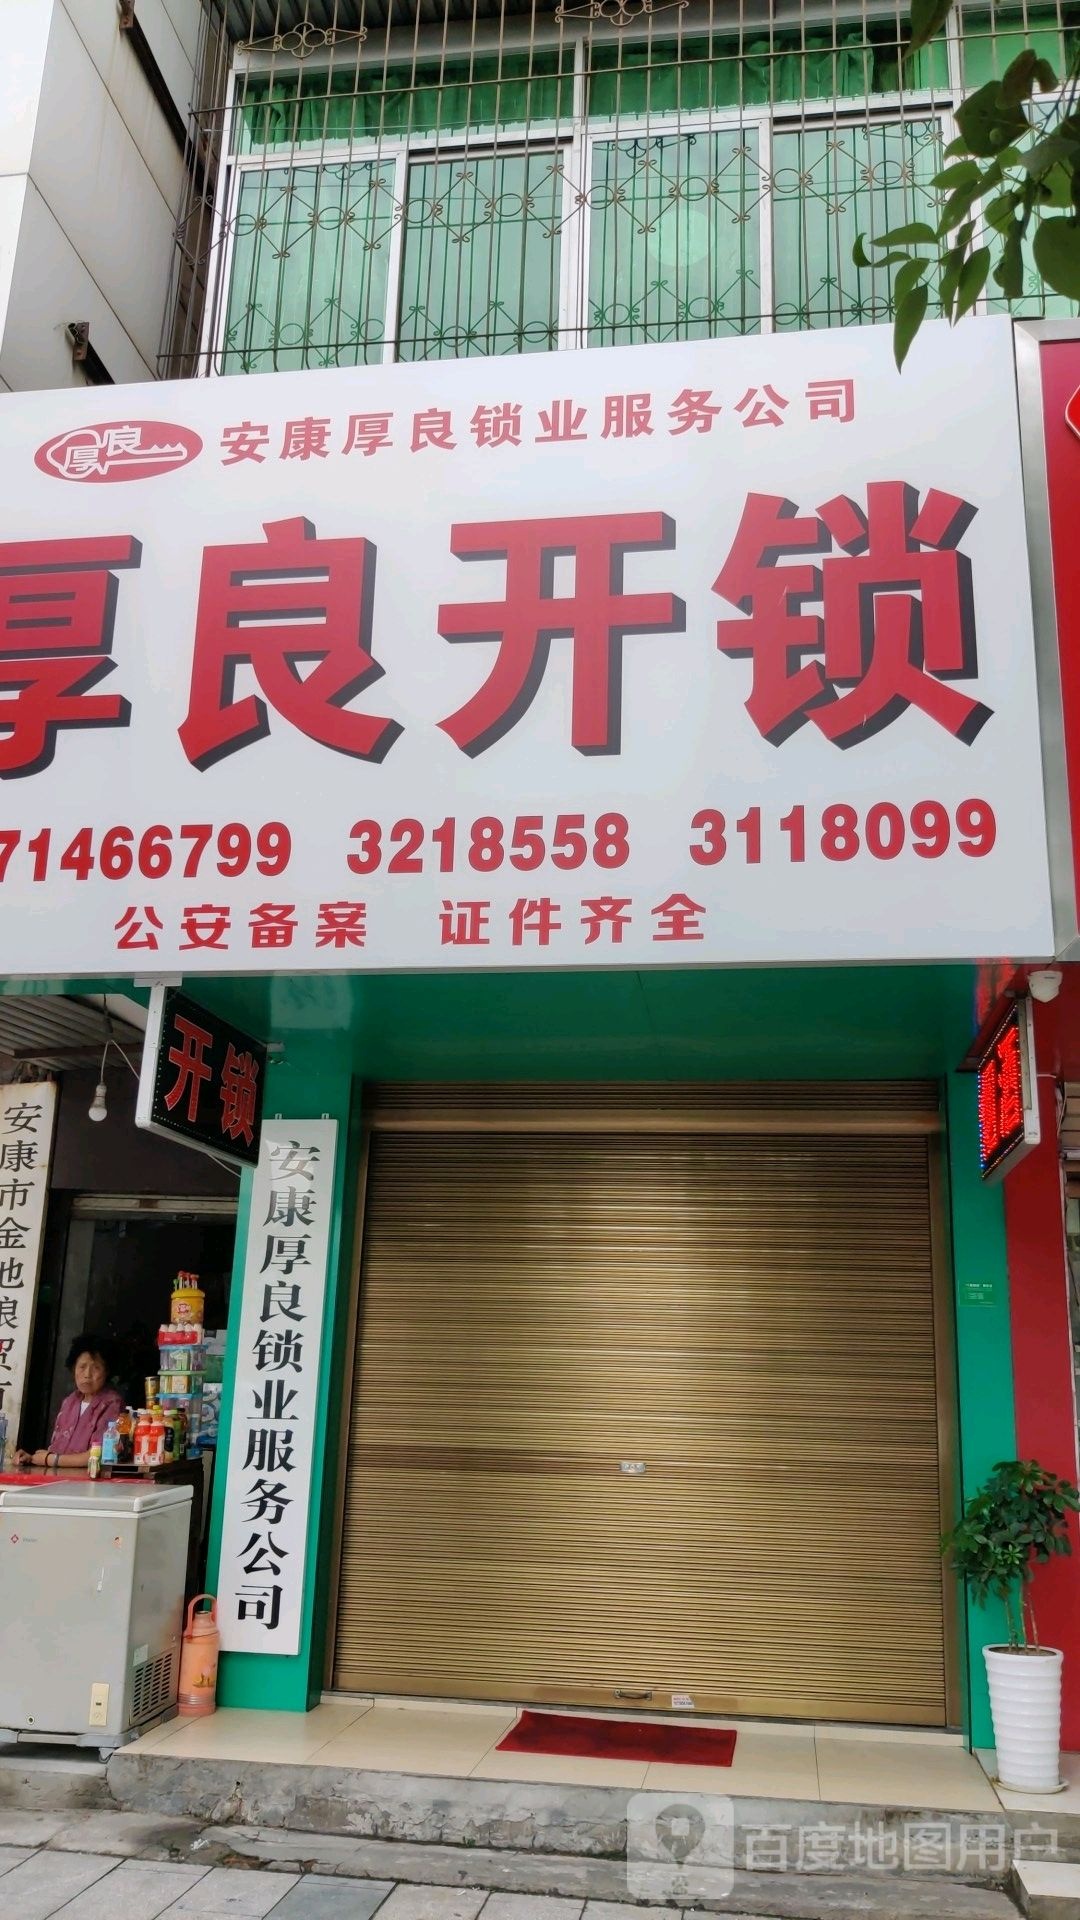 厚良
安康厚良锁业服务公司
厚良开锁
71466799 3218558 3118099
公安备案 证件齐全
开锁
安康厚良锁业服务公司
安康市金地粮贸
百度地图用户